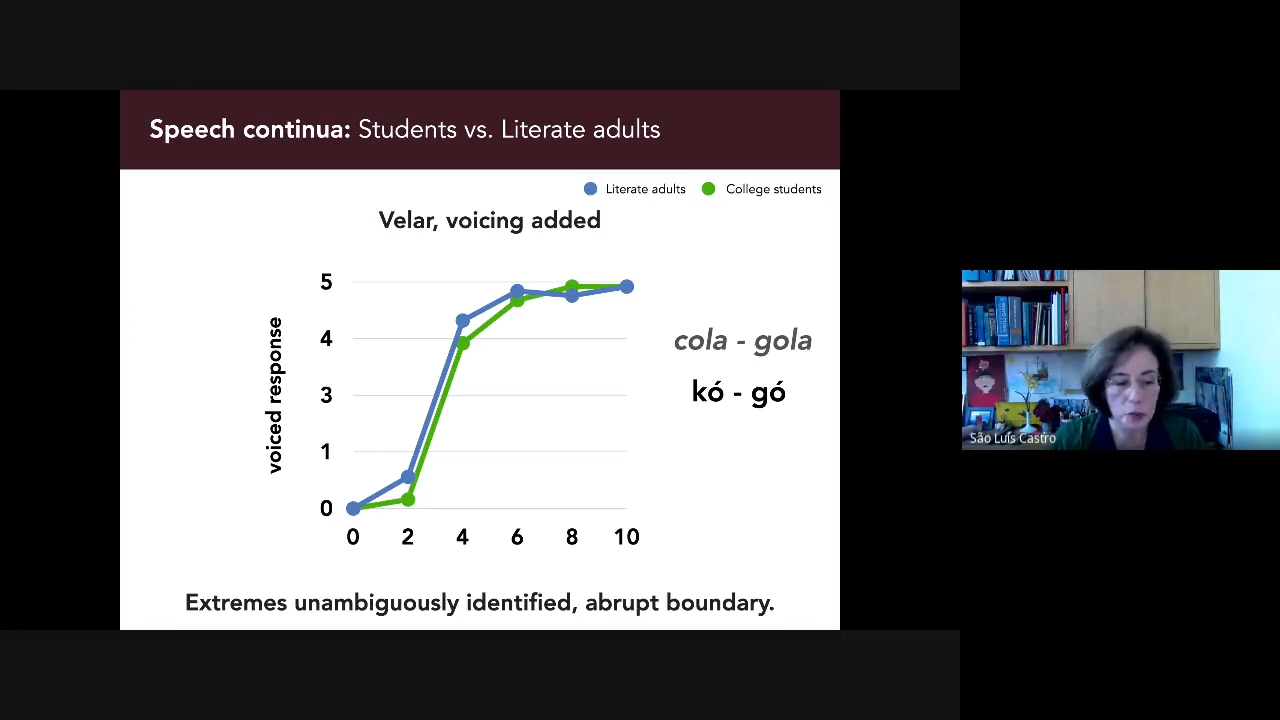 Speech continua: Students vs. Literate adults
Literate adults
College students
Velar, voicing added
voiced response
5
4
3
1
0
0 2 4 6 8 10
cola - gola
kó - gó
Extremes unambiguously identified, abrupt boundary.
São Luís Castro